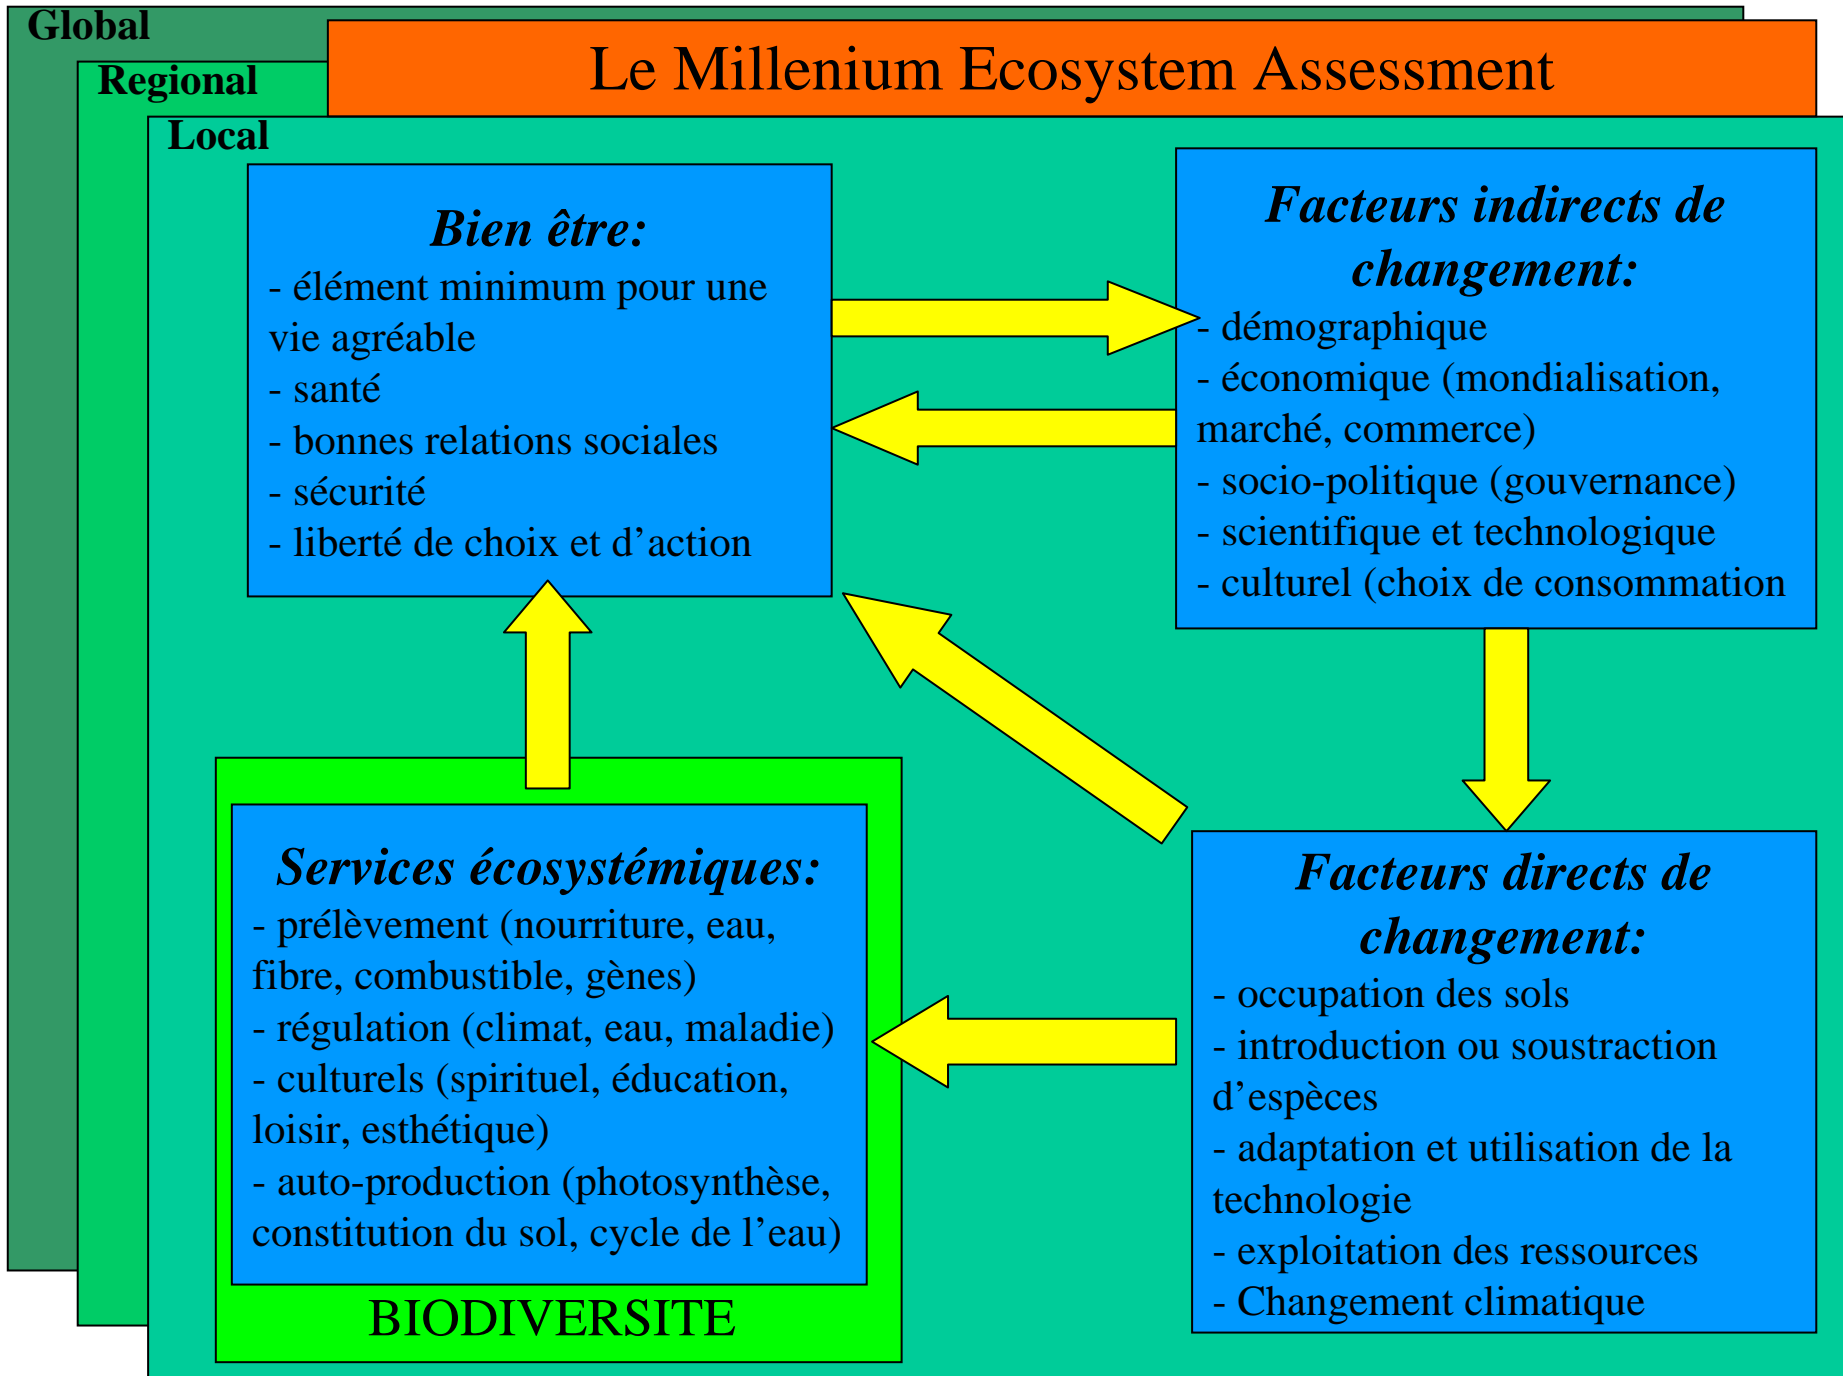 Global
Regional
Local
Le Millenium Ecosystem Assessment
Bien être:
- élément minimum pour une
vie agréable
- santé
- bonnes relations sociales
- sécurité
- liberté de choix et d’action
Facteurs indirects de
changement:
- démographique
- économique (mondialisation,
marché, commerce)
- socio-politique (gouvernance)
- scientifique et technologique
- culturel (choix de consommation
Services écosystémiques:
- prélèvement (nourriture, eau,
fibre, combustible, gènes)
- régulation (climat, eau, maladie)
- culturels (spirituel, éducation,
loisir, esthétique)
- auto-production (photosynthèse,
constitution du sol, cycle de l’eau)
BIODIVERSITE
Facteurs directs de
changement:
- occupation des sols
- introduction ou soustraction
d’espèces
- adaptation et utilisation de la
technologie
- exploitation des ressources
- Changement climatique